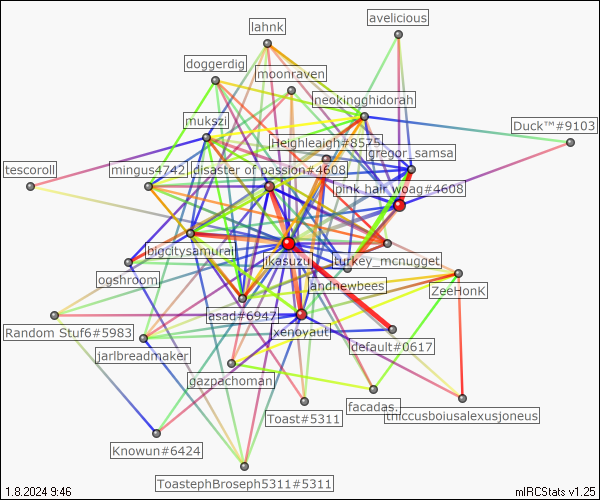 lahnk
avelicious
doggerdig
moonraven
neokingghidorah
mukszi
Duck™#9103
Heighleaigh#8575
gregor_samsa
tescoroll
mingus4742
disaster of passion#4608
pink hair woag#4608
bigcitysamurai
ikasuzu
turkey_mcnugget
ogshroom
andnewbees
ZeeHonK
asad#6947
Random Stuf6#5983
xenoyaut
default#0617
jarlbreadmaker
gazpachoman
facadas.
thiccusboiusalexusjoneus
Toast#5311
Knowun#6424
ToastephBroseph5311#5311
1.8.2024 9:46
mIRCStats v1.25